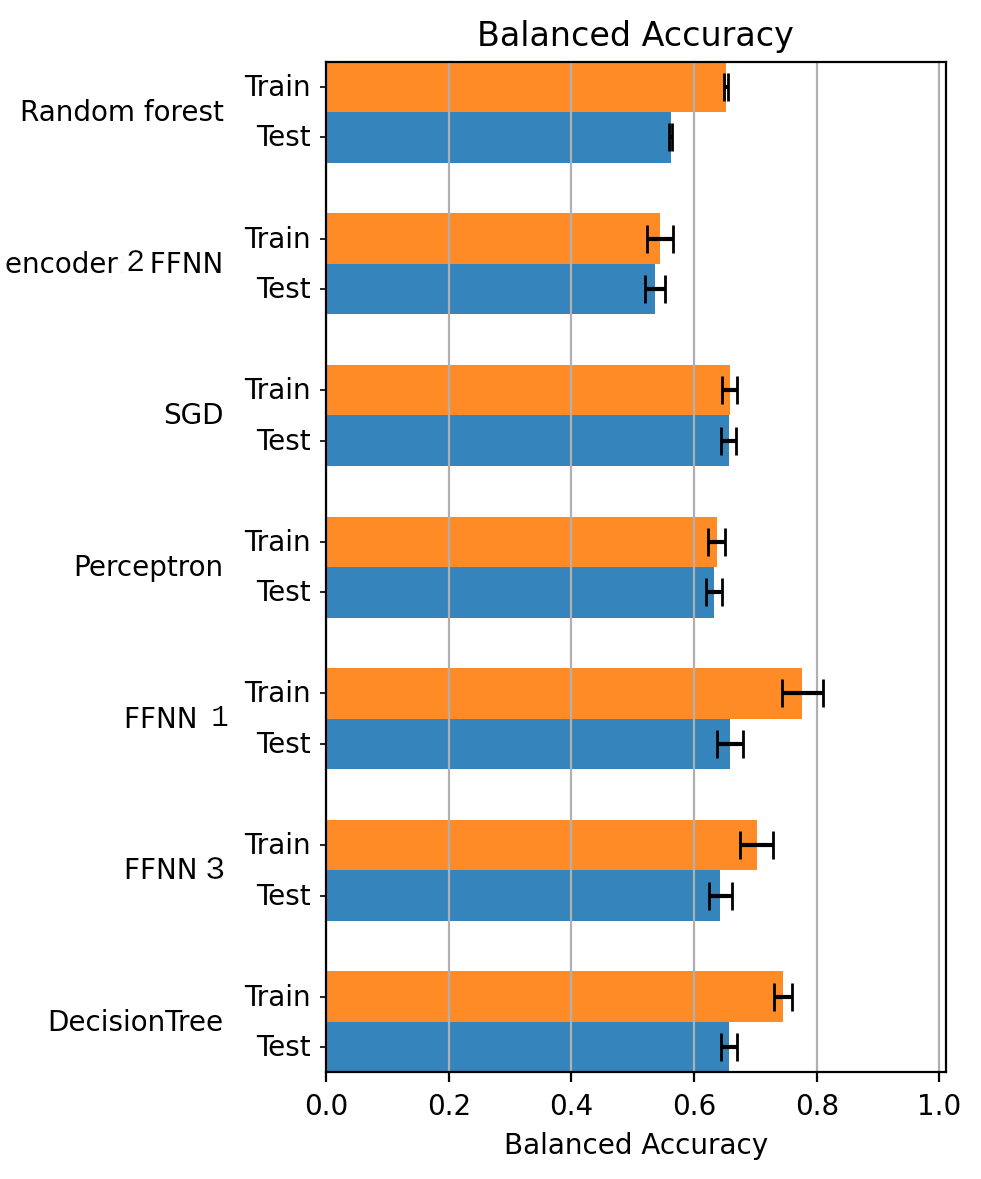 Balanced Accuracy
Random forest
Train
Test
encoder 2 FFNN
Train
Test
SGD
Train
Test
Perceptron
Train
Test
FFNN 1
Train
Test
FFNN 3
Train
Test
DecisionTree
Train
Test
0.0 0.2 0.4 0.6 0.8 1.0
Balanced Accuracy